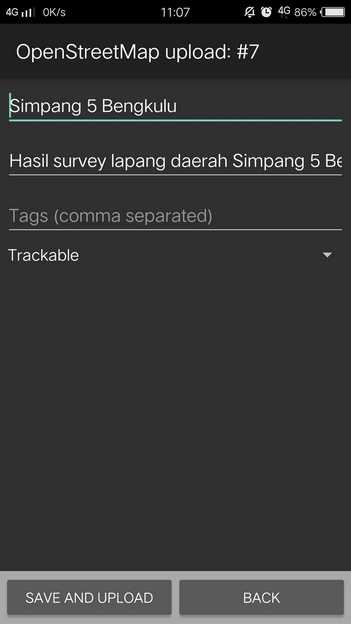 4G 0K/s 11:07 4G 86%
OpenStreetMap upload: #7
Simpang 5 Bengkulu
Hasil survey lapang daerah Simpang 5 Be
Tags (comma separated)
Trackable
SAVE AND UPLOAD BACK